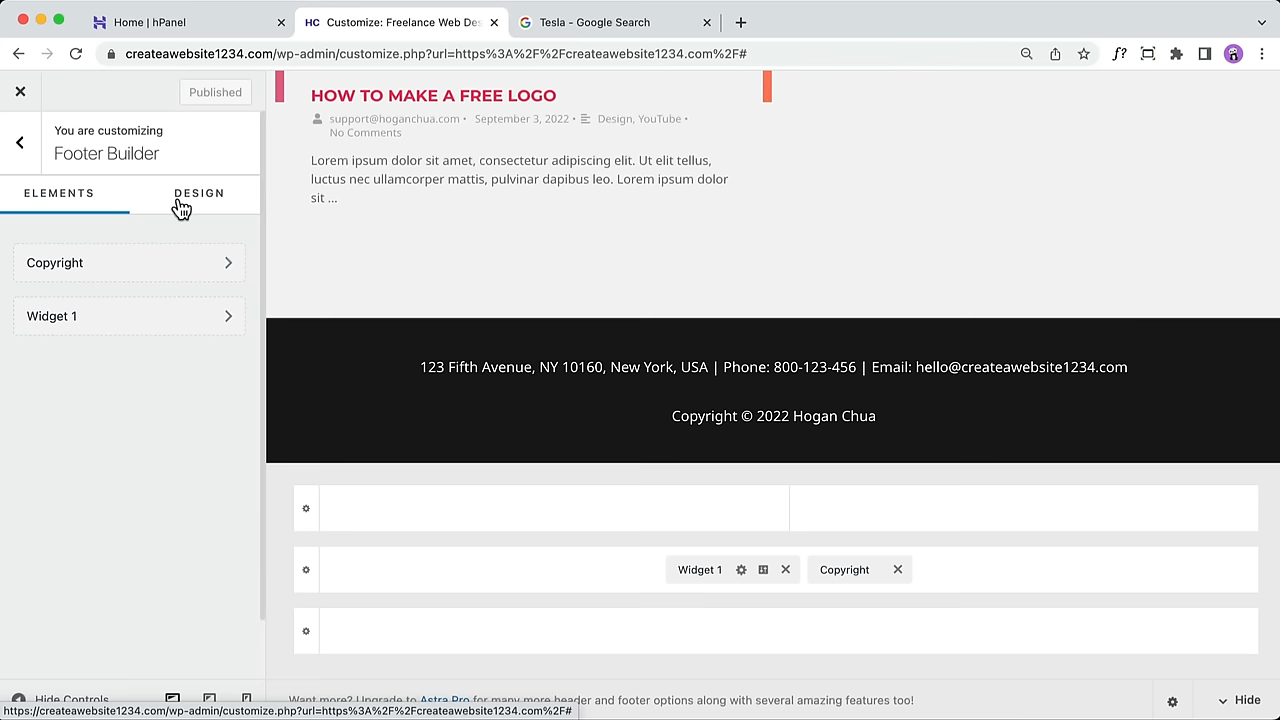 Home | hPanel
HC Customize: Freelance Web Des
Tesla - Google Search
createawebsite1234.com/wp-admin/customize.php?url=https%3A%2F%2Fcreateawebsite1234.com%2F#
f?
Published
You are customizing
Footer Builder
ELEMENTS
DESIGN
Copyright
Widget 1
HOW TO MAKE A FREE LOGO
support@hoganchua.com • September 3, 2022 • Design, YouTube •
No Comments
Lorem ipsum dolor sit amet, consectetur adipiscing elit. Ut elit tellus,
luctus nec ullamcorper mattis, pulvinar dapibus leo. Lorem ipsum dolor
sit ...
123 Fifth Avenue, NY 10160, New York, USA | Phone: 800-123-456 | Email: hello@createawebsite1234.com
Copyright © 2022 Hogan Chua
Widget 1
Copyright
Hide Controls
Want more? Upgrade to Astra Pro for many more header and footer options along with several amazing features too!
Hide
https://createawebsite1234.com/wp-admin/customize.php?url=https%3A%2F%2Fcreateawebsite1234.com%2F#